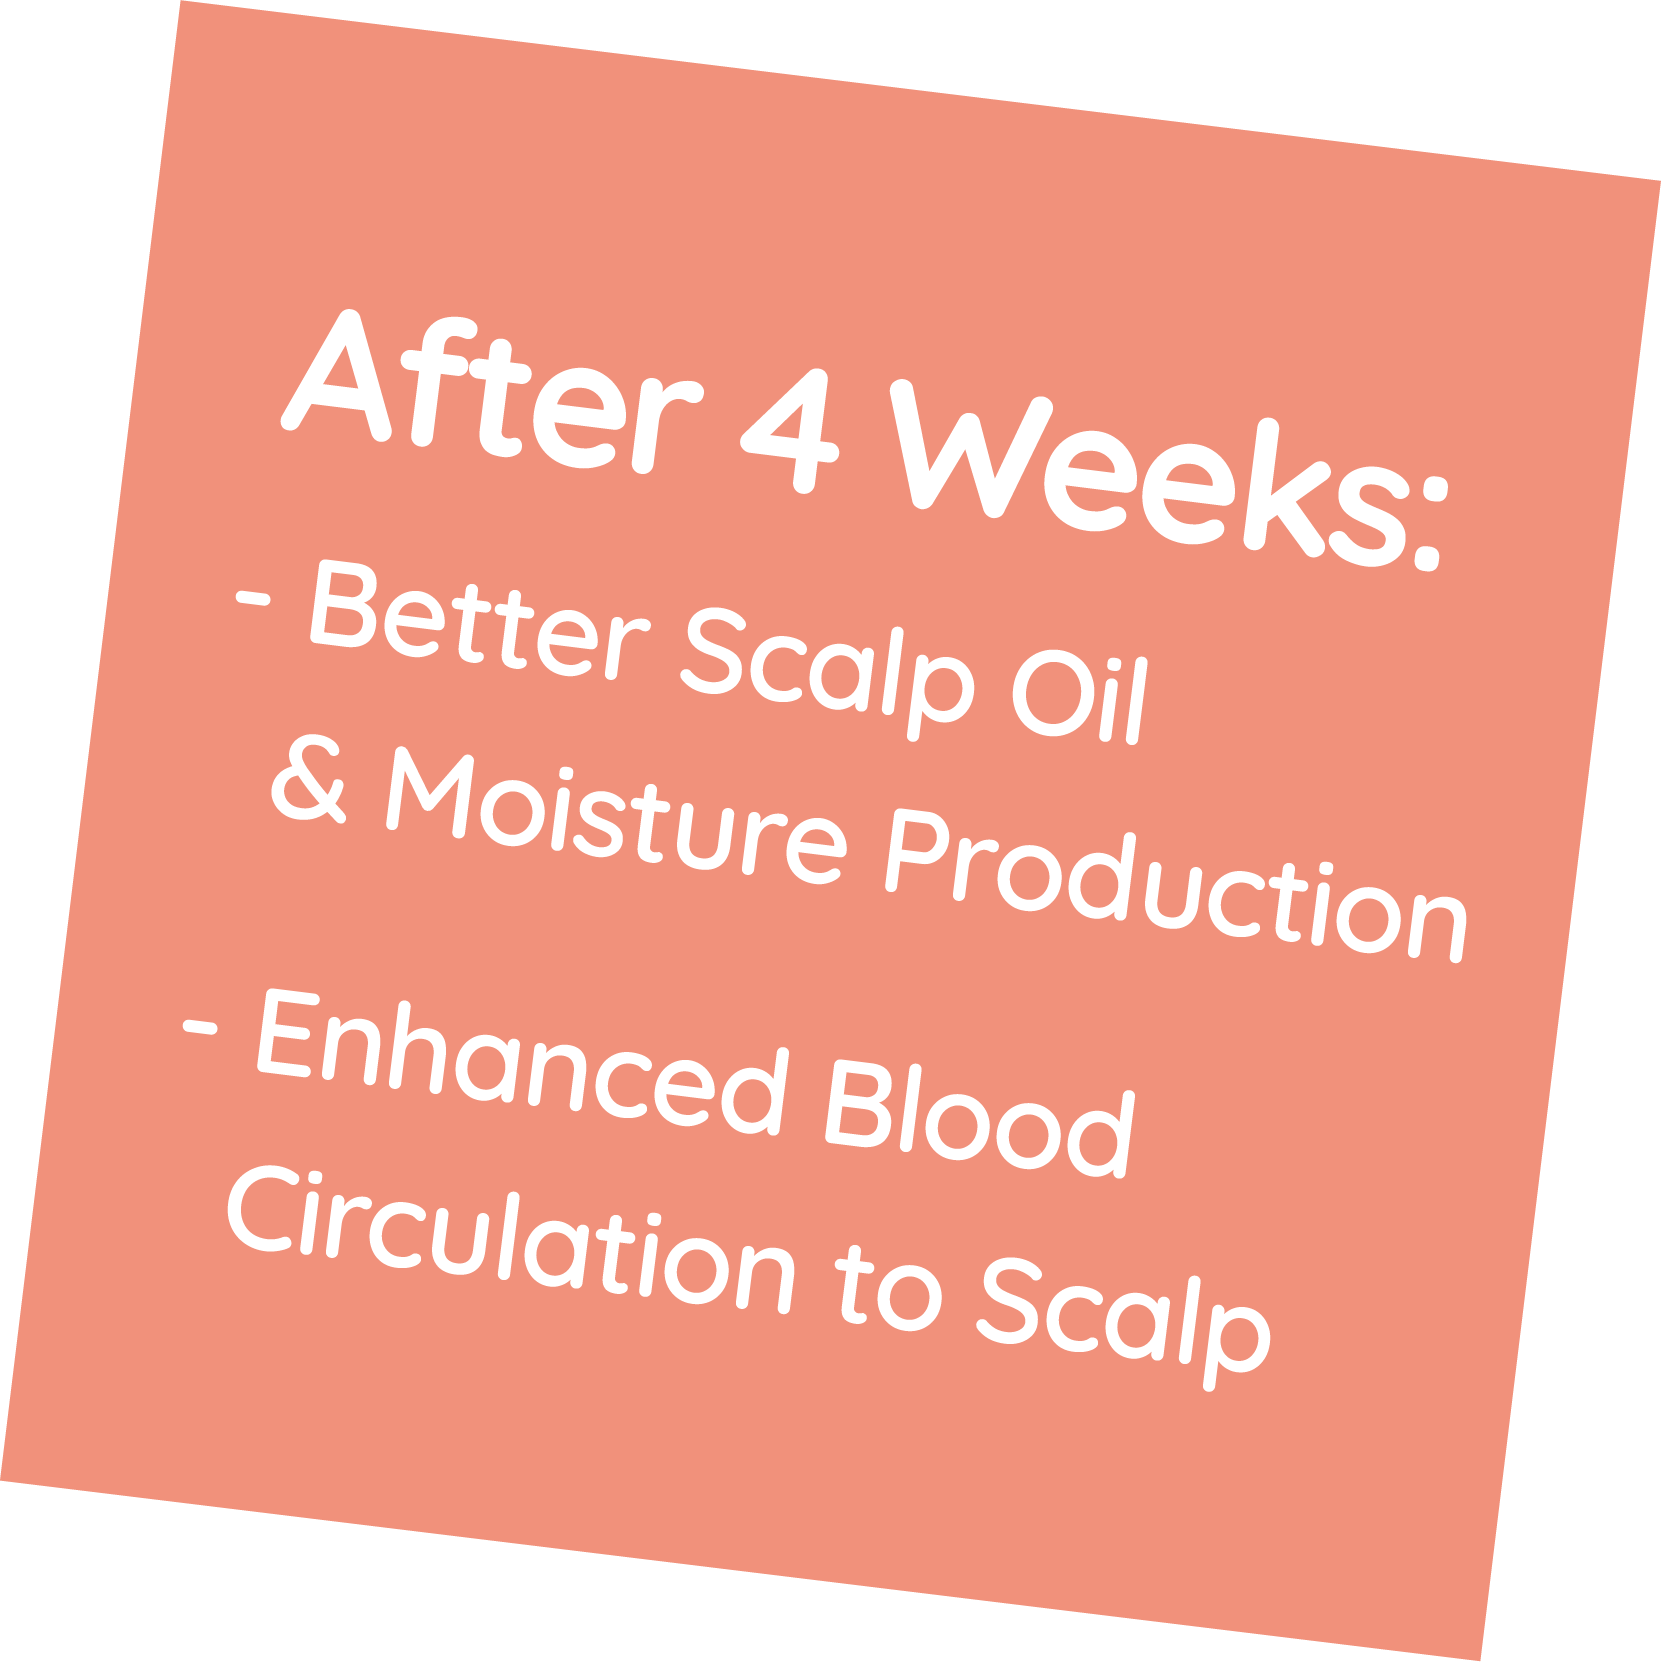 After 4 Weeks:
- Better Scalp Oil
& Moisture Production
- Enhanced Blood
Circulation to Scalp